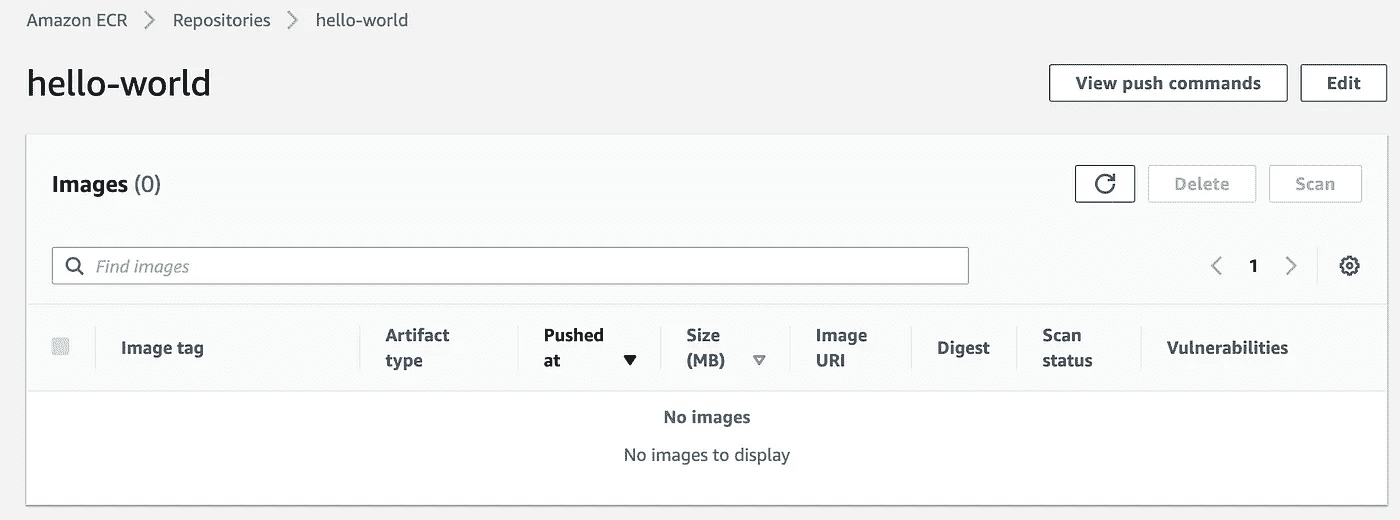 Amazon ECR > Repositories > hello-world
hello-world
View push commands
Edit
Images (0)
Delete
Scan
Find images
1
Image tag
Artifact
type
Pushed
at
Size
(MB)
Image
URI
Digest
Scan
status
Vulnerabilities
No images
No images to display